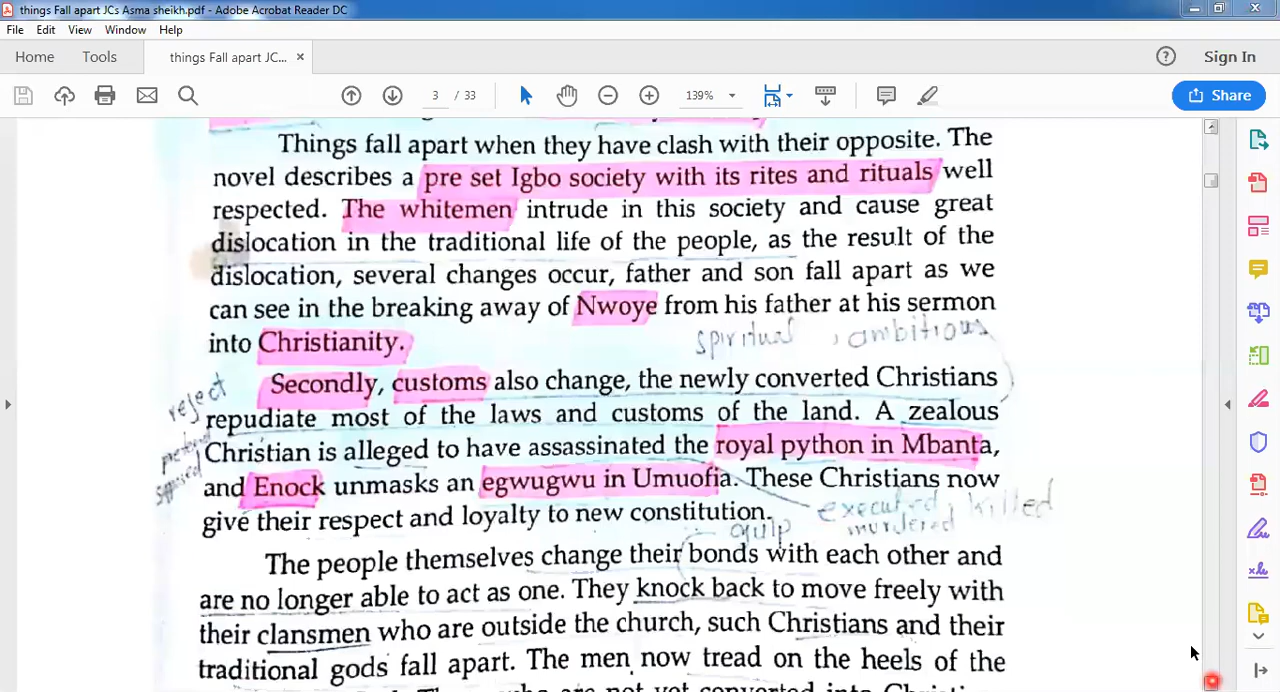 things Fall apart JCs Asma sheikh.pdf - Adobe Acrobat Reader DC
File Edit View Window Help
Home Tools things Fall apart JC... × Sign In
3 / 33 139% Share
Things fall apart when they have clash with their opposite. The
novel describes a pre set Igbo society with its rites and rituals well
respected. The whitemen intrude in this society and cause great
dislocation in the traditional life of the people, as the result of the
dislocation, several changes occur, father and son fall apart as we
can see in the breaking away of Nwoye from his father at his sermon
into Christianity.
spiritual , ambitious
Secondly, customs also change, the newly converted Christians
reject
repudiate most of the laws and customs of the land. A zealous
Christian is alleged to have assassinated the royal python in Mbanta,
and Enock unmasks an egwugwu in Umuofia. These Christians now
executed, killed
give their respect and loyalty to new constitution.
quip murdered
The people themselves change their bonds with each other and
are no longer able to act as one. They knock back to move freely with
their clansmen who are outside the church, such Christians and their
traditional gods fall apart. The men now tread on the heels of the